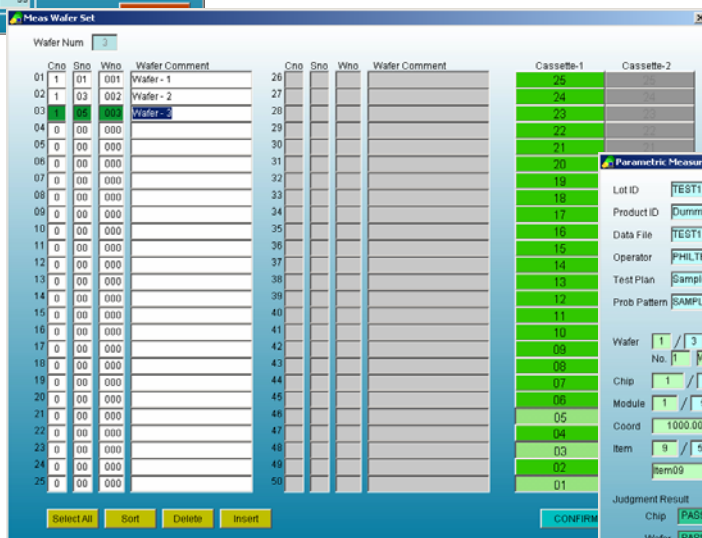 Meas Wafer Set
Wafer Num 3
Cno Sno Wno Wafer Comment Cno Sno Wno Wafer Comment Cassette-1 Cassette-2
01 1 01 001 Wafer - 1 26 25 25
02 1 03 002 Wafer - 2 27 24 24
03 1 05 003 Wafer - 3 28 23 23
04 0 00 000 29 22 22
05 0 00 000 30 21 21
06 0 00 000 31 20
07 0 00 000 32 19
08 0 00 000 33 18
09 0 00 000 34 17
10 0 00 000 35 16
11 0 00 000 36 15
12 0 00 000 37 14
13 0 00 000 38 13
14 0 00 000 39 12
15 0 00 000 40 11
16 0 00 000 41 10
17 0 00 000 42 09
18 0 00 000 43 08
19 0 00 000 44 07
20 0 00 000 45 06
21 0 00 000 46 05
22 0 00 000 47 04
23 0 00 000 48 03
24 0 00 000 49 02
25 0 00 000 50 01
Select All Sort Delete Insert CONFIRM
Parametric Measur
Lot ID TEST1
Product ID Dumm
Data File TEST1
Operator PHILTE
Test Plan Sampl
Prob Pattern SAMPL
Wafer 1 / 3
No. 1
Chip 1 /
Module 1 /
Coord 1000.00
Item 9 / 5
Item09
Judgment Result
Chip PASS
Wafer PASS